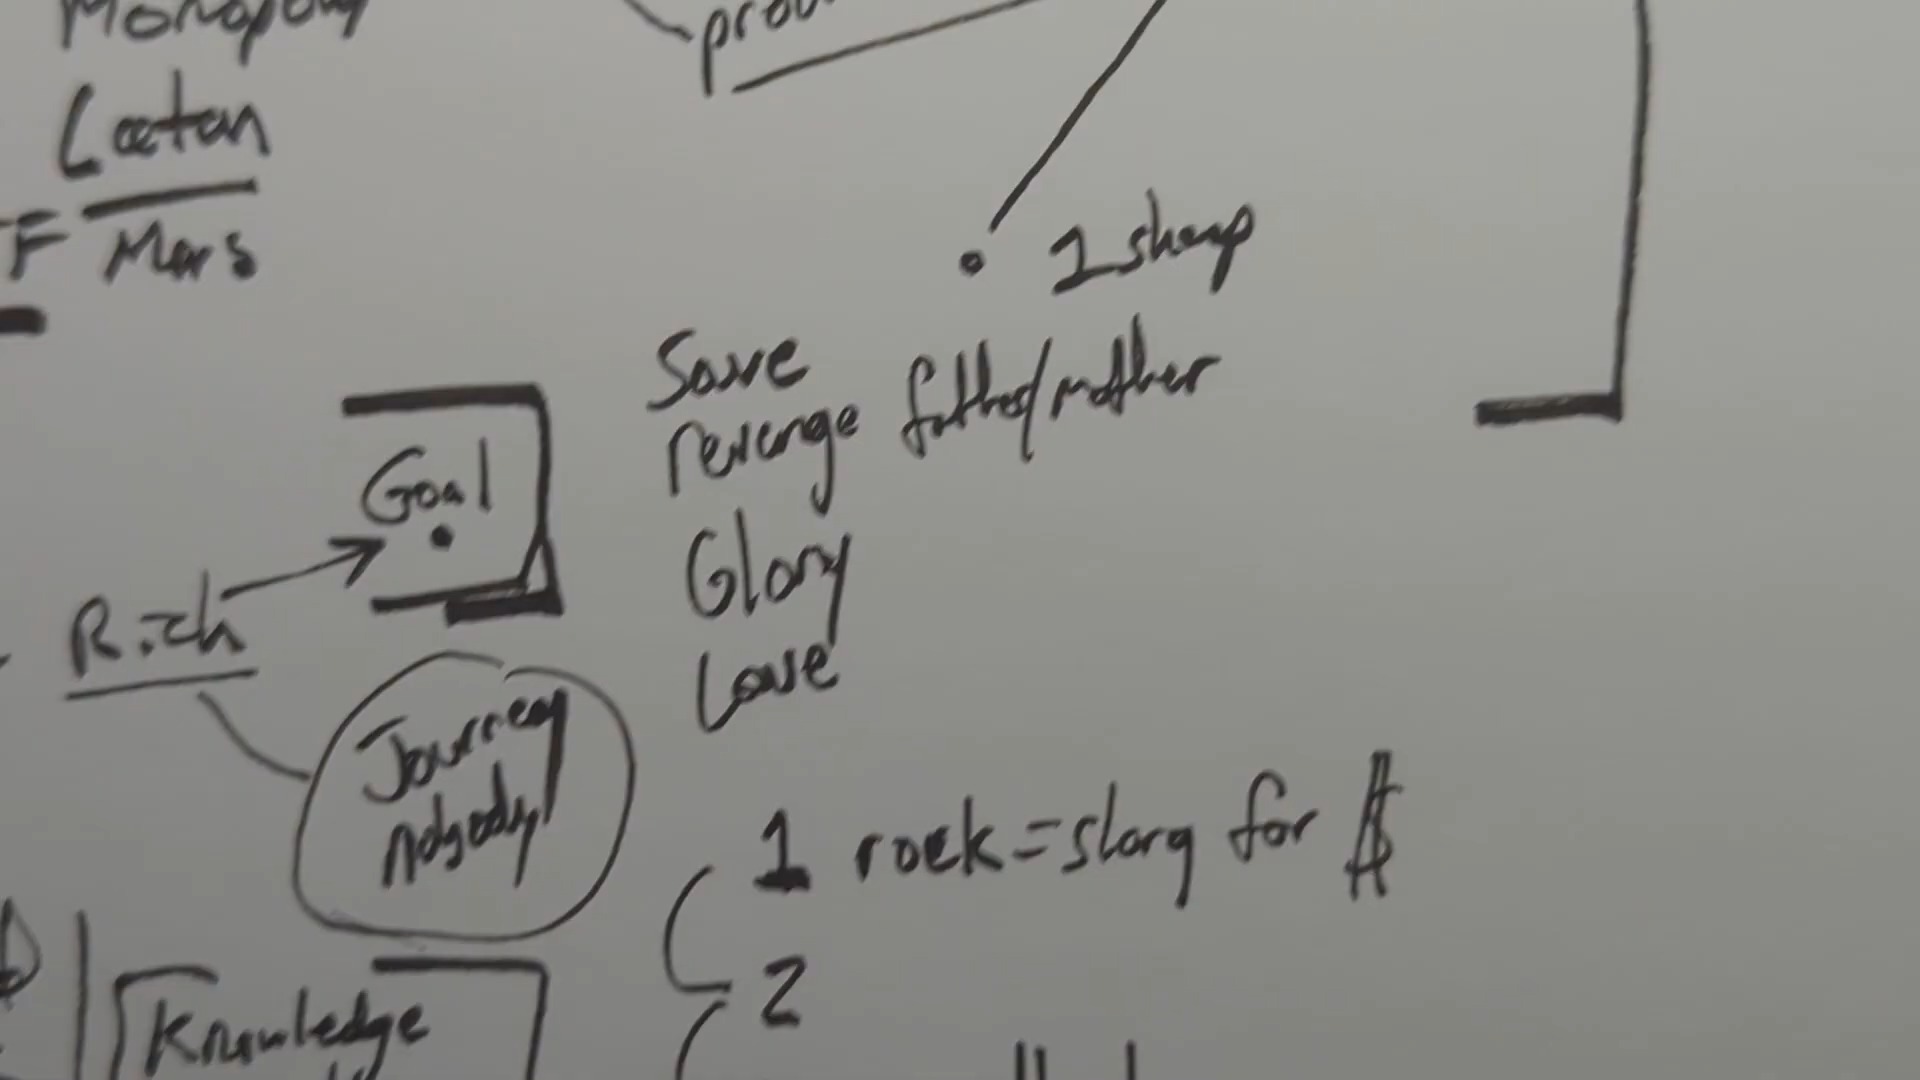 Monopoly
Loctan
F Mars
1 sheep
Save
revenge father/mother
Goal
Glory
Rich
Love
Journey
nobody
1 rock = slorg for $
2
Knowledge